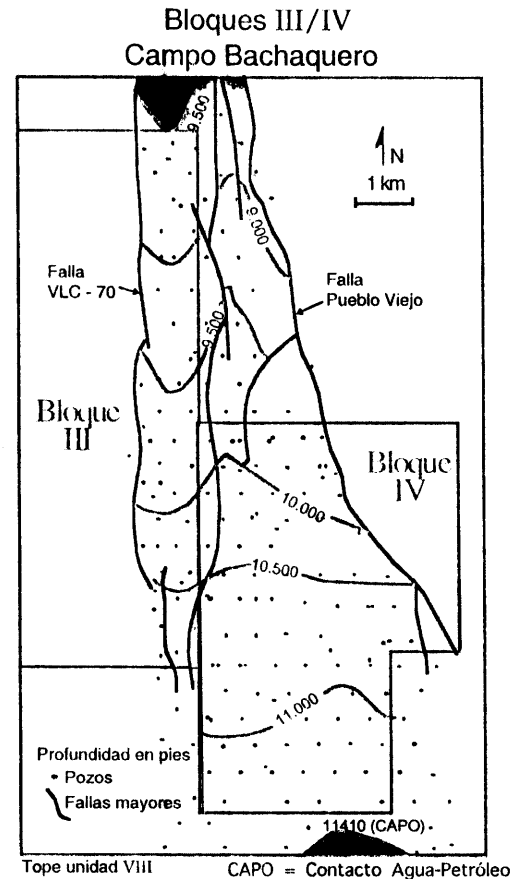 Bloques III/IV
Campo Bachaquero
9.500
N
1 km
9.000
Falla
VLC - 70
Falla
Pueblo Viejo
9.500
Bloque
III
Bloque
IV
10.000
10.500
11.000
Profundidad en pies
Pozos
Fallas mayores
11410 (CAPO)
Tope unidad VIII
CAPO = Contacto Agua-Petróleo